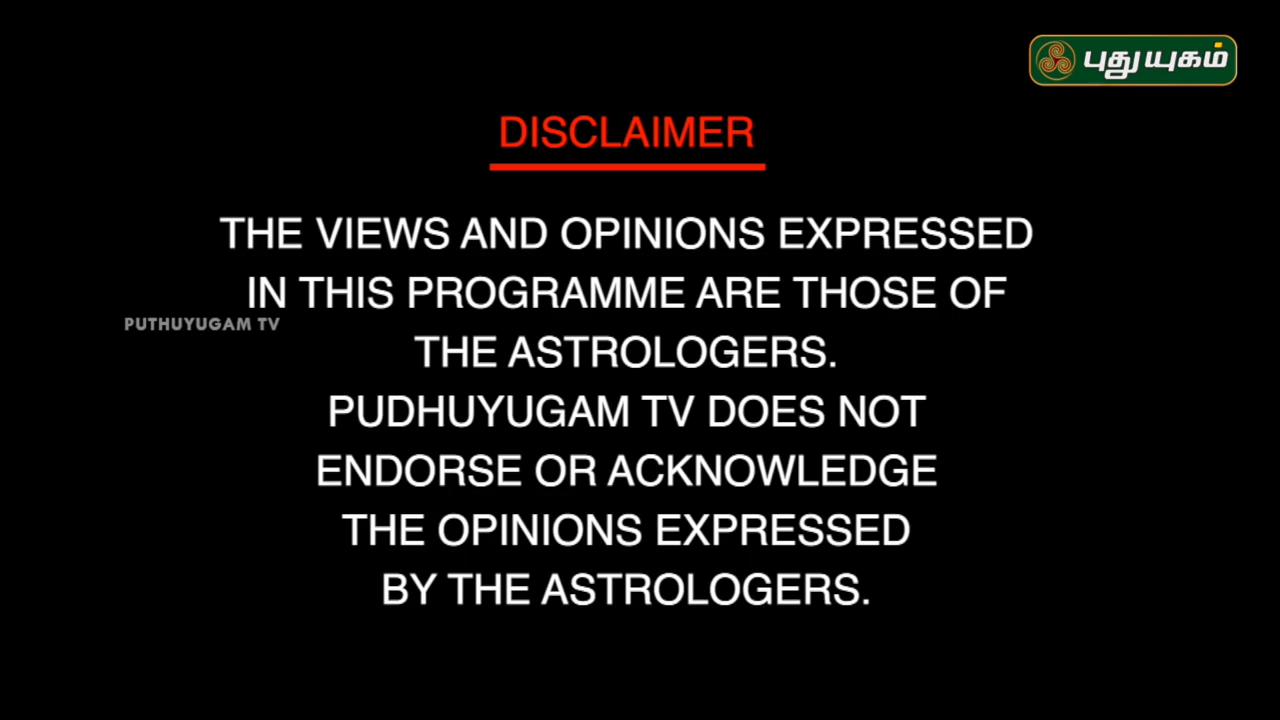 புதுயுகம்
DISCLAIMER
THE VIEWS AND OPINIONS EXPRESSED
IN THIS PROGRAMME ARE THOSE OF
PUTHUYUGAM TV
THE ASTROLOGERS.
PUDHUYUGAM TV DOES NOT
ENDORSE OR ACKNOWLEDGE
THE OPINIONS EXPRESSED
BY THE ASTROLOGERS.